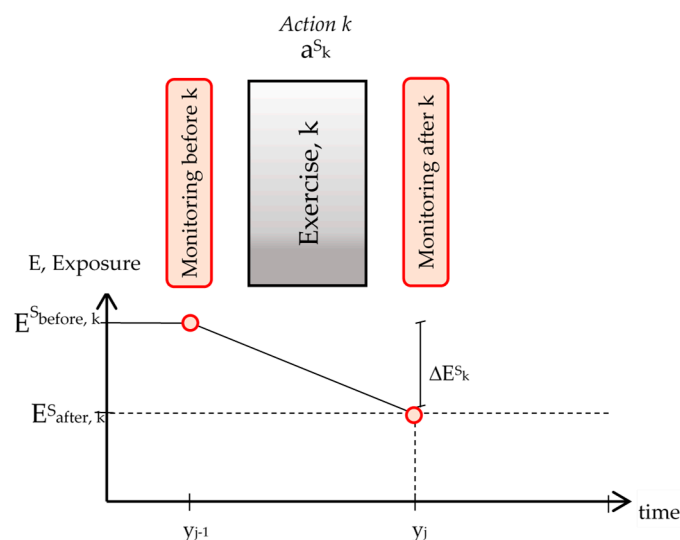 Action k
aSk
Monitoring before k
Exercise, k
Monitoring after k
E, Exposure
ESbefore, k
ΔESk
ESafter, k
time
yj-1
yj